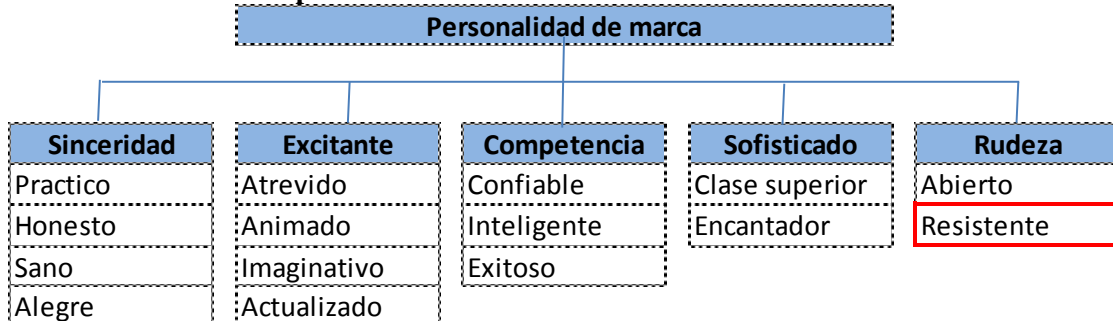 Personalidad de marca
Sinceridad Excitante Competencia Sofisticado Rudeza
Practico Atrevido Confiable Clase superior Abierto
Honesto Animado Inteligente Encantador Resistente
Sano Imaginativo Exitoso
Alegre Actualizado